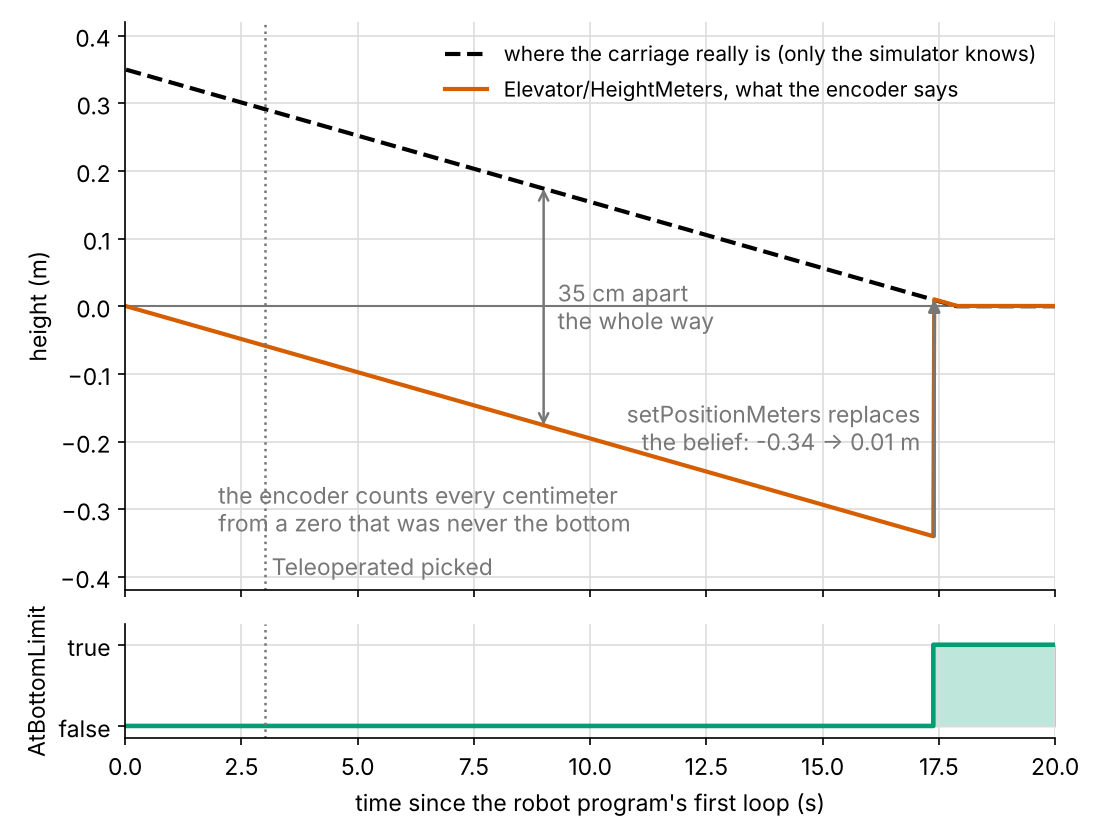 where the carriage really is (only the simulator knows)
Elevator/HeightMeters, what the encoder says
height (m)
0.4
0.3
0.2
0.1
0.0
−0.1
−0.2
−0.3
−0.4
35 cm apart
the whole way
setPositionMeters replaces
the belief: -0.34 → 0.01 m
the encoder counts every centimeter
from a zero that was never the bottom
Teleoperated picked
AtBottomLimit
true
false
0.0 2.5 5.0 7.5 10.0 12.5 15.0 17.5 20.0
time since the robot program's first loop (s)